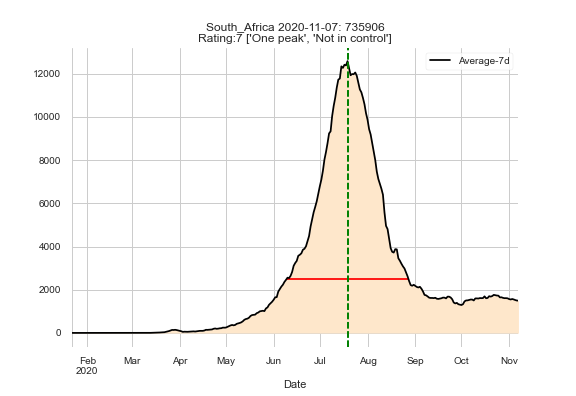 South_Africa 2020-11-07: 735906
Rating:7 ['One peak', 'Not in control']
Average-7d
12000
10000
8000
6000
4000
2000
0
Feb Mar Apr May Jun Jul Aug Sep Oct Nov
2020
Date